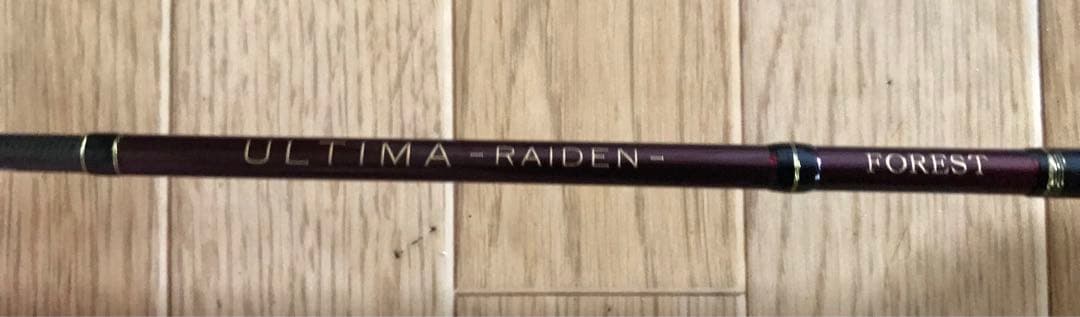 ULTIMA -RAIDEN- FOREST